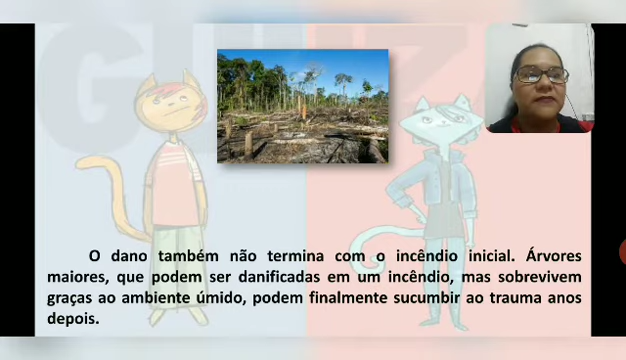 O dano também não termina com o incêndio inicial. Árvores
maiores, que podem ser danificadas em um incêndio, mas sobrevivem
graças ao ambiente úmido, podem finalmente sucumbir ao trauma anos
depois.